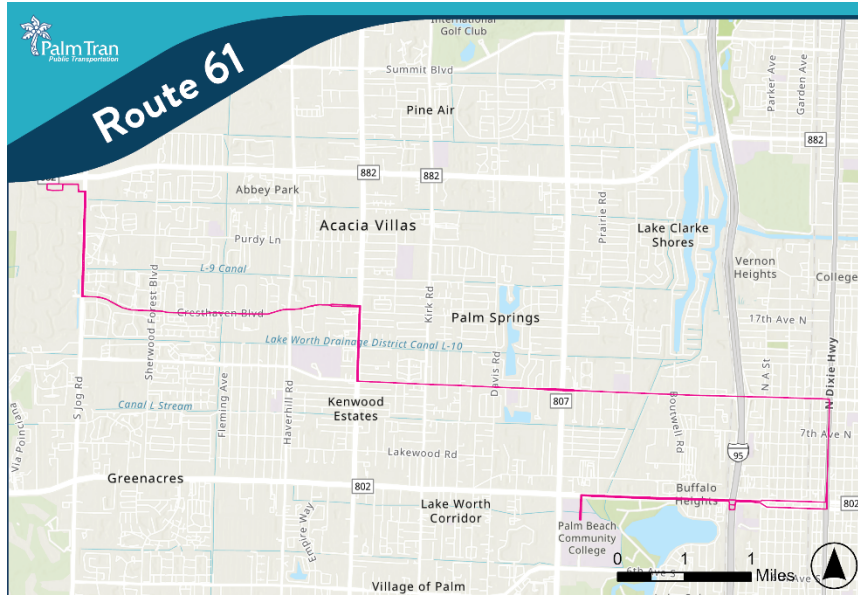 Palm Tran
Public Transportation
Route 61
International
Golf Club
Summit Blvd
Parker Ave
Garden Ave
Pine Air
882
882
882
Abbey Park
Acacia Villas
Prairie Rd
Lake Clarke
Shores
Purdy Ln
Vernon
Heights
College
L-9 Canal
Sherwood Forest Blvd
Kirk Rd
Cresthaven Blvd
Palm Springs
17th Ave N
Lake Worth Drainage District Canal L-10
N A St
N Dixie Hwy
S Jog Rd
Fleming Ave
Haverhill Rd
Davis Rd
Boutwell Rd
Canal L Stream
Kenwood
Estates
807
7th Ave N
Via Poinciana
Lakewood Rd
95
Greenacres
802
Buffalo
Heights
Lake Worth
Corridor
802
Empire Way
Palm Beach
Community
College
0 1 1
Miles
6th Ave S
Village of Palm